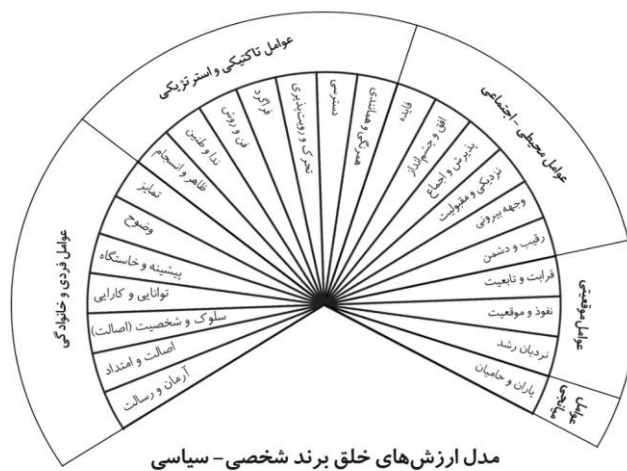 عوامل محیطی - اجتماعی
فایده
افق و چشم‌انداز
پذیرش و اجماع
نزدیکی و مقبولیت
وجهه بیرونی
رقیب و دشمن
عوامل موقعیتی
قرابت و تابعیت
نفوذ و موقعیت
نردبان رشد
عوامل میانجی
یاران و حامیان
عوامل تاکتیکی و استراتژیکی
همرنگی و همانندی
دسترسی
تحرک و رویت‌پذیری
فراگرد
فن و روش
ندا و طنین
ظاهر و انسجام
عوامل فردی و خانوادگی
تمایز
وضوح
پیشینه و خاستگاه
توانایی و کارایی
سلوک و شخصیت (اصالت)
اصالت و امتداد
آرمان و رسالت
مدل ارزش‌های خلق برند شخصی - سیاسی